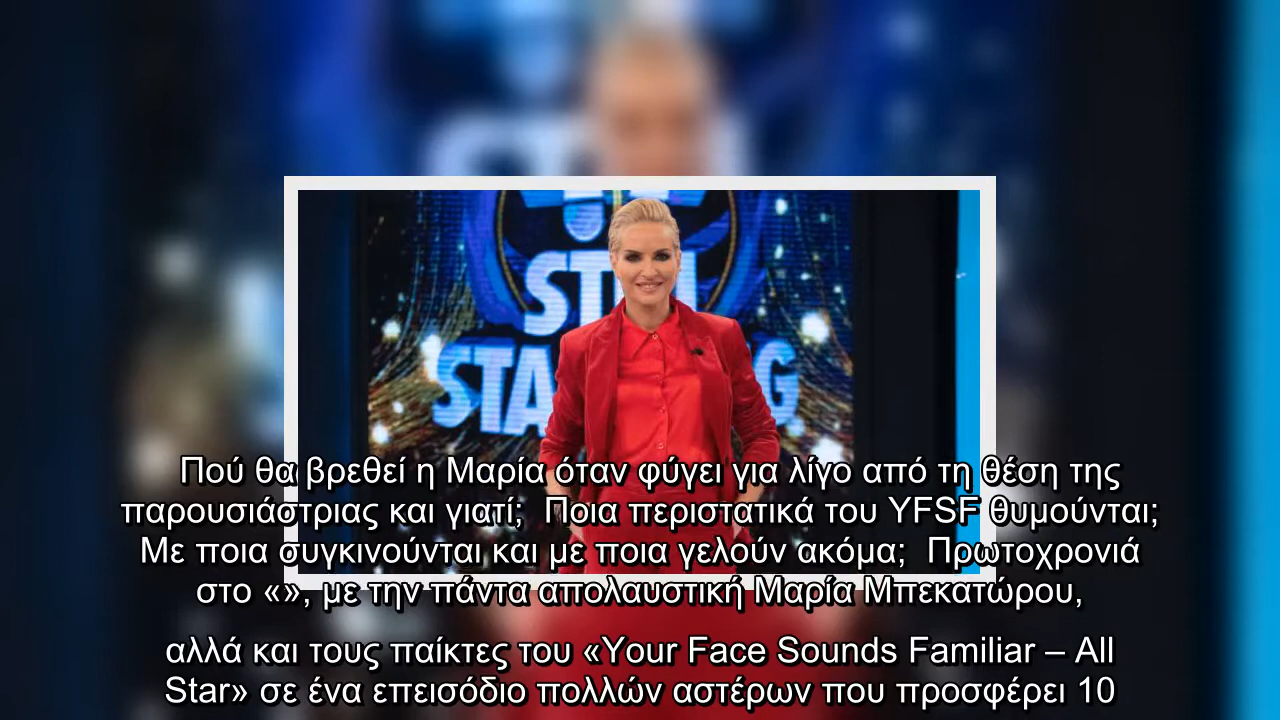 STEN
STA
G
Πού θα βρεθεί η Μαρία όταν φύγει για λίγο από τη θέση της
παρουσιάστριας και γιατί; Ποια περιστατικά του YFSF θυμούνται;
Με ποια συγκινούνται και με ποια γελούν ακόμα; Πρωτοχρονιά
στο «», με την πάντα απολαυστική Μαρία Μπεκατώρου,
αλλά και τους παίκτες του «Your Face Sounds Familiar – All
Star» σε ένα επεισόδιο πολλών αστέρων που προσφέρει 10